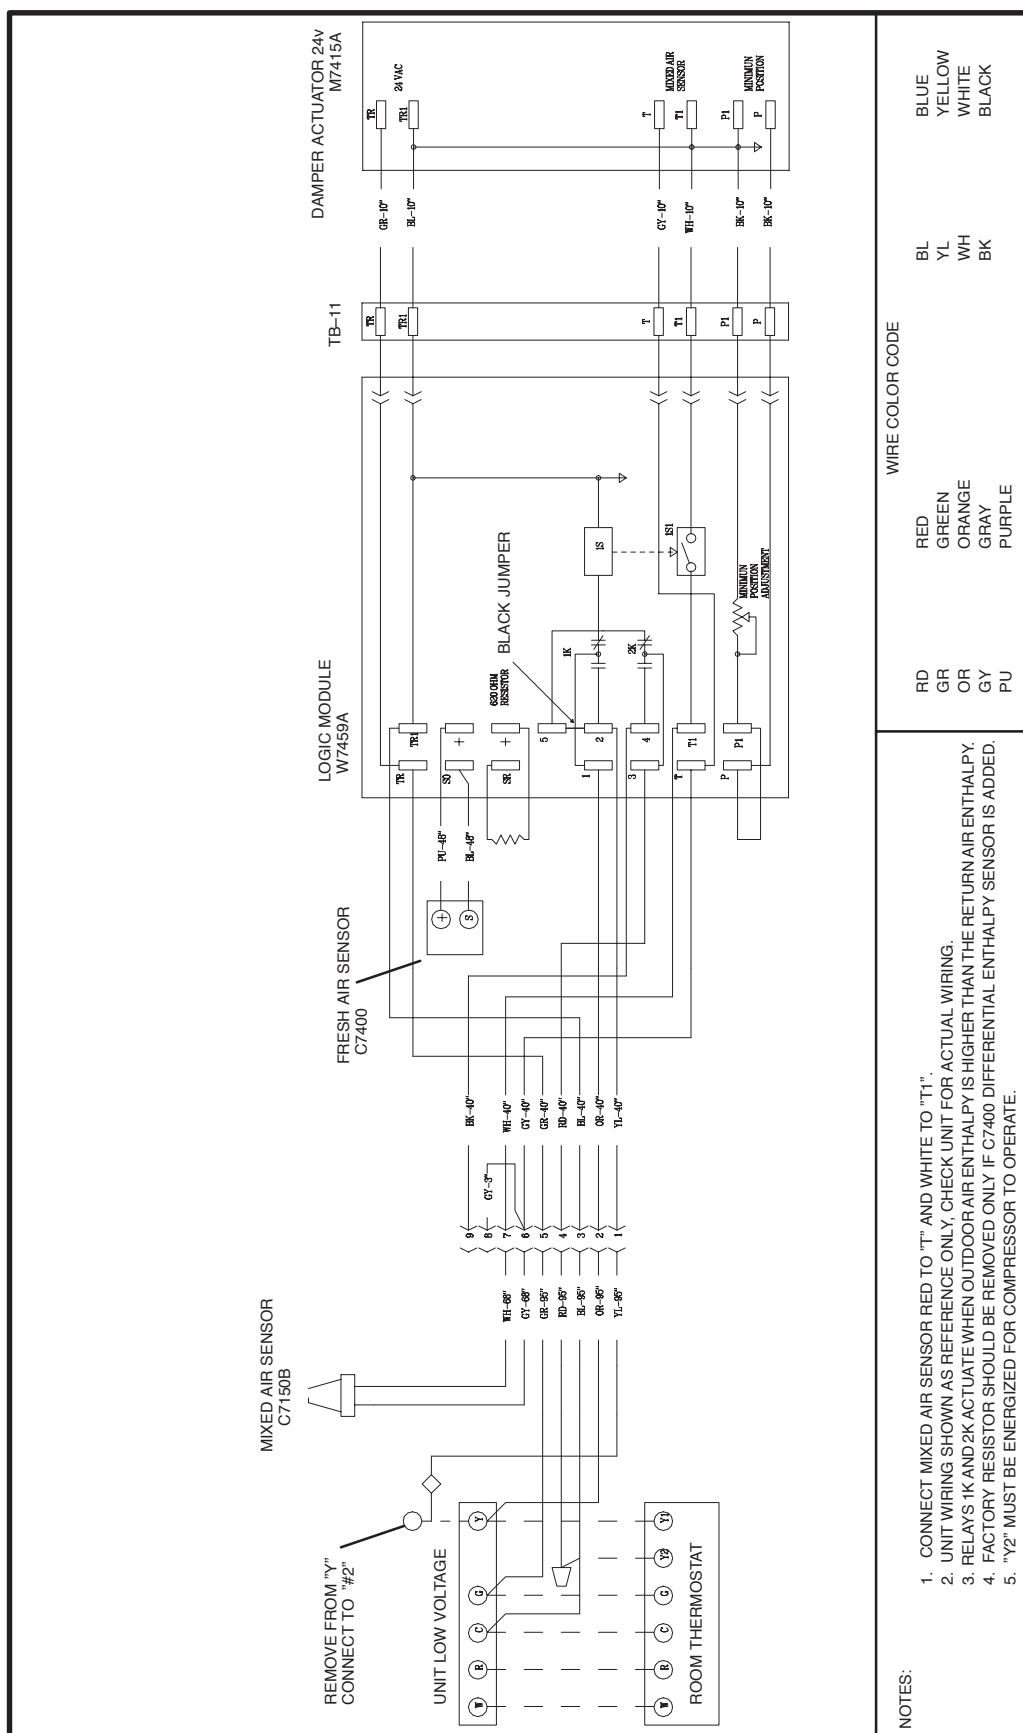 DAMPER ACTUATOR 24v
M7415A
24 VAC
TR
TR1
MIXED AIR
SENSOR
T
T1
MINIMUN
POSITION
P1
P
GR-10"
BL-10"
GY-10"
WH-10"
BK-10"
BK-10"
TB-11
TR
TR1
T
T1
P1
P
LOGIC MODULE
W7459A
BLACK JUMPER
1S
1S1
1K
2K
620 OHM
RESISTOR
MINIMUN
POSITION
ADJUSTMENT
TR
TR1
SO
+
SR
+
5
1
2
3
4
T
T1
P
P1
FRESH AIR SENSOR
C7400
+
S
PU-48"
BL-48"
BK-40"
WH-40"
GY-40"
GR-40"
RD-40"
BL-40"
OR-40"
YL-40"
GY-3"
9
8
7
6
5
4
3
2
1
WH-68"
GY-68"
GR-95"
RD-95"
BL-95"
OR-95"
YL-95"
MIXED AIR SENSOR
C7150B
REMOVE FROM "Y"
CONNECT TO "#2"
UNIT LOW VOLTAGE
W
R
C
G
Y
ROOM THERMOSTAT
W
R
C
G
Y2
Y1
NOTES:
1. CONNECT MIXED AIR SENSOR RED TO "T" AND WHITE TO "T1".
2. UNIT WIRING SHOWN AS REFERENCE ONLY, CHECK UNIT FOR ACTUAL WIRING.
3. RELAYS 1K AND 2K ACTUATE WHEN OUTDOOR AIR ENTHALPY IS HIGHER THAN THE RETURN AIR ENTHALPY.
4. FACTORY RESISTOR SHOULD BE REMOVED ONLY IF C7400 DIFFERENTIAL ENTHALPY SENSOR IS ADDED.
5. "Y2" MUST BE ENERGIZED FOR COMPRESSOR TO OPERATE.
WIRE COLOR CODE
RD RED BL BLUE
GR GREEN YL YELLOW
OR ORANGE WH WHITE
GY GRAY BK BLACK
PU PURPLE